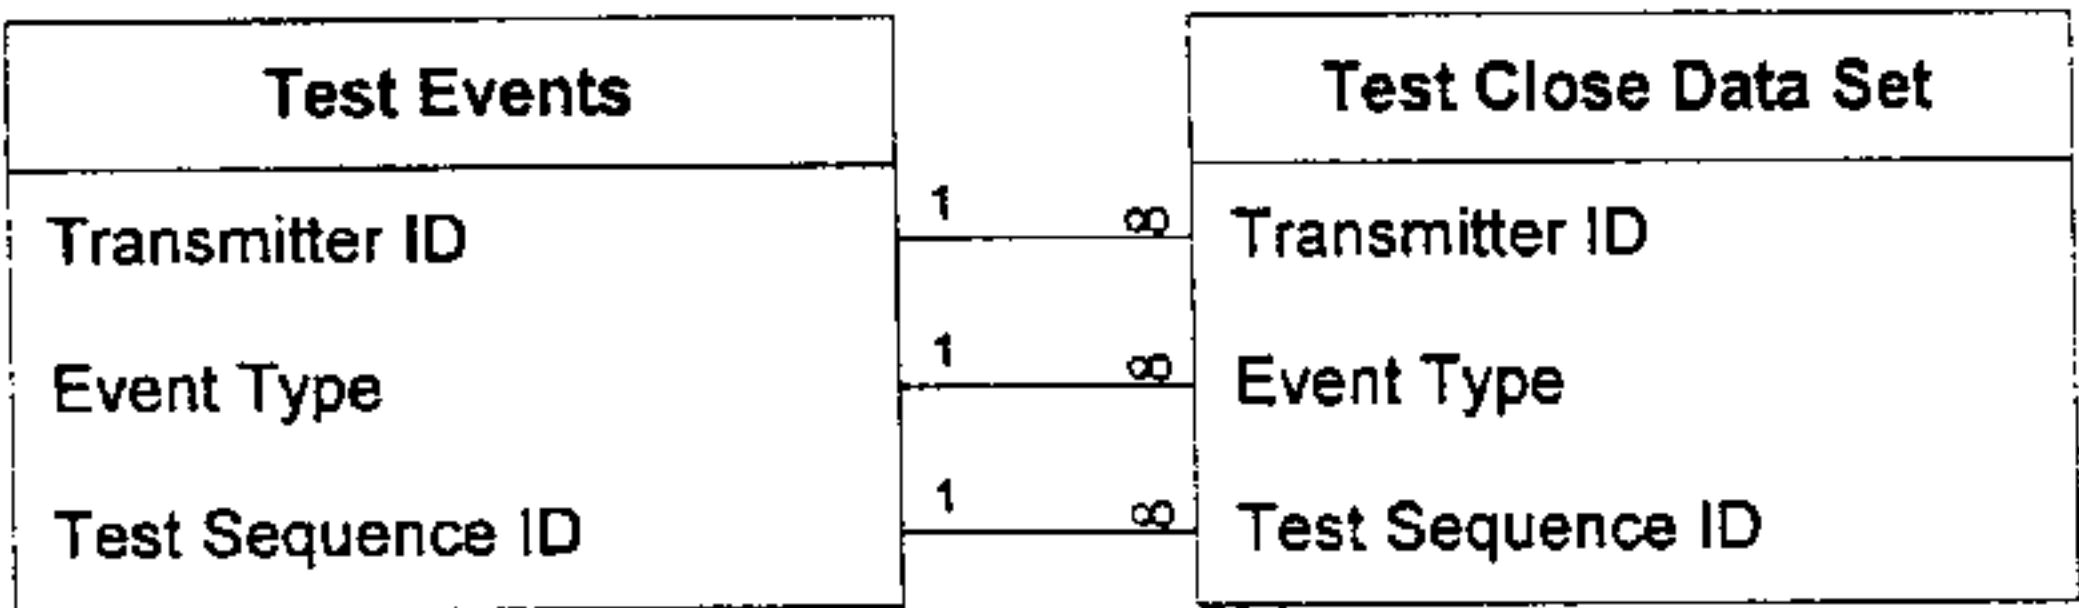 Test Events
Transmitter ID
Event Type
Test Sequence ID
1 ∞
1 ∞
1 ∞
Test Close Data Set
Transmitter ID
Event Type
Test Sequence ID